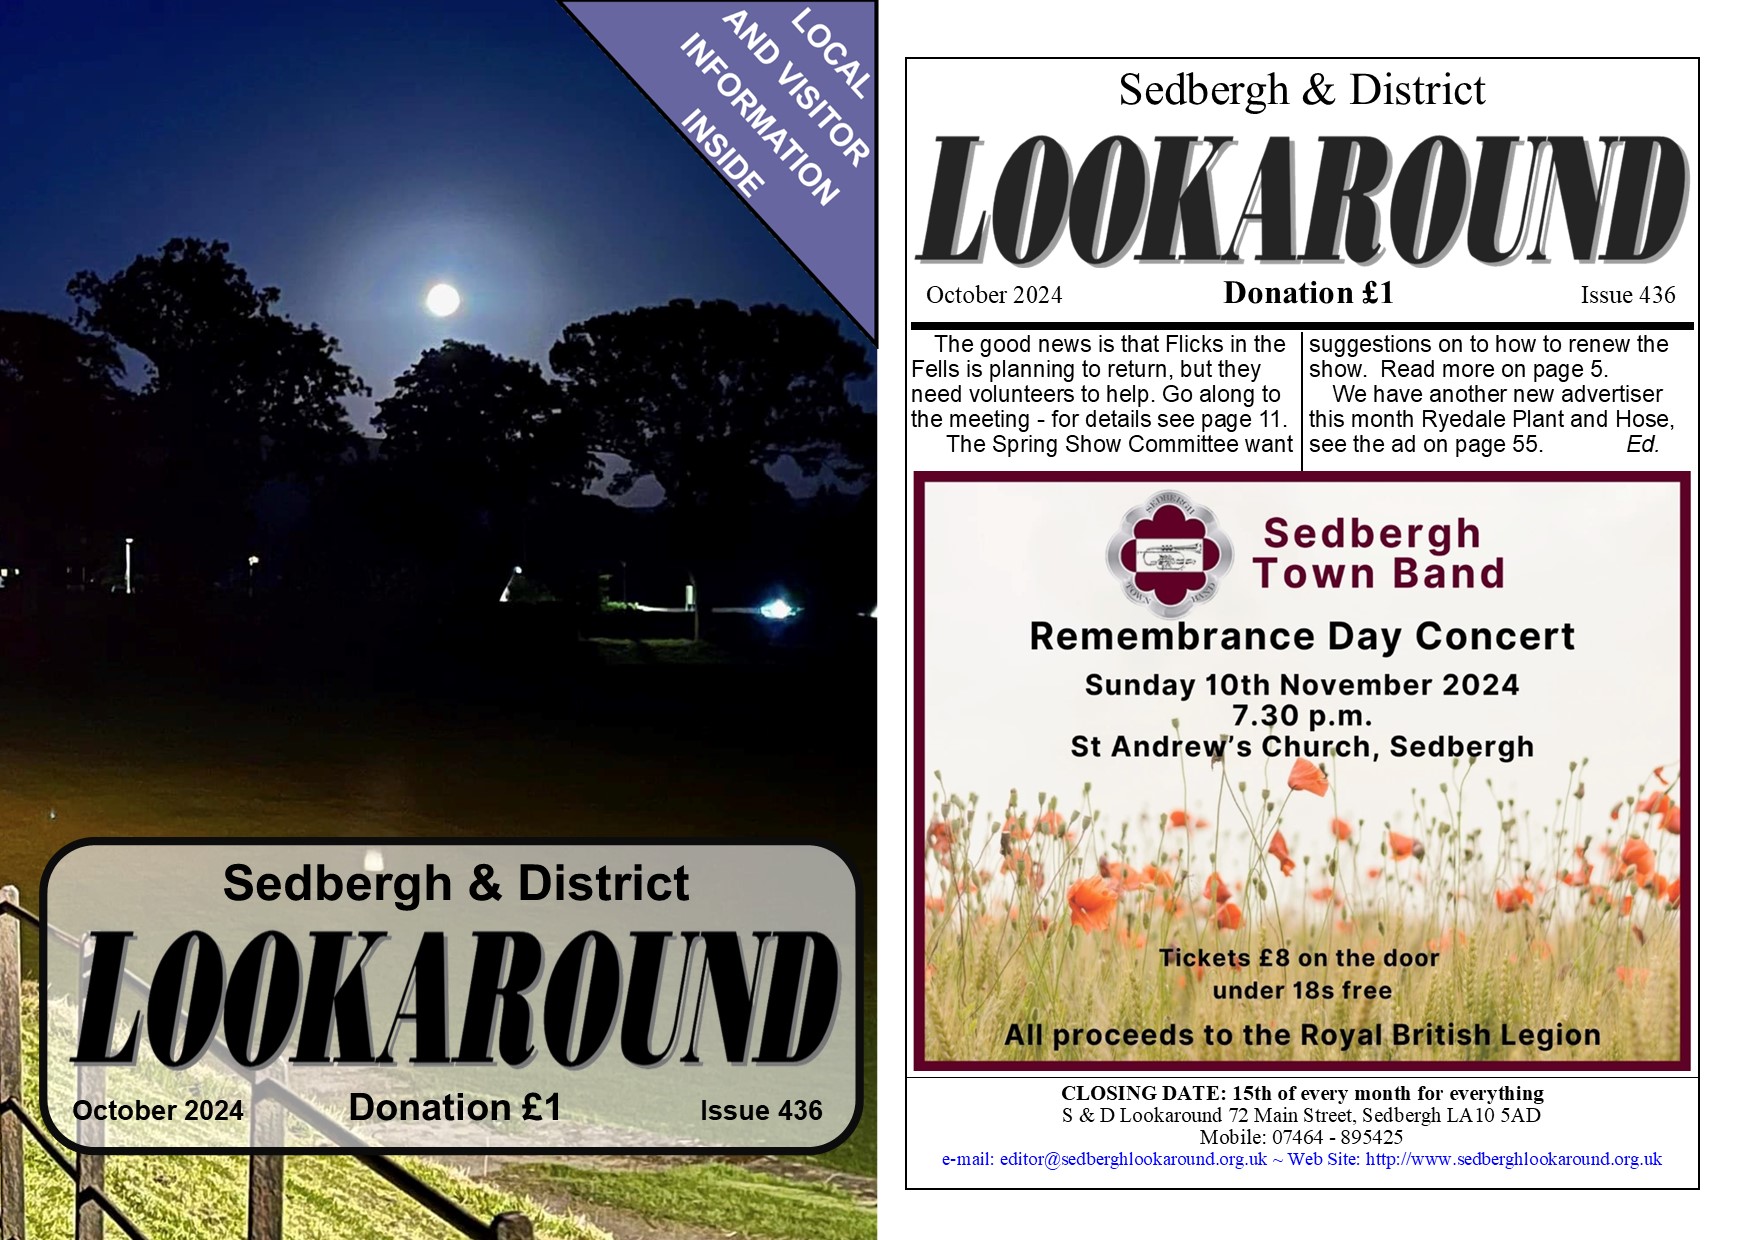 LOCAL
AND VISITOR
INFORMATION
INSIDE
Sedbergh & District
LOOKAROUND
October 2024 Donation £1 Issue 436
Sedbergh & District
LOOKAROUND
October 2024 Donation £1 Issue 436
The good news is that Flicks in the
Fells is planning to return, but they
need volunteers to help. Go along to
the meeting - for details see page 11.
The Spring Show Committee want
suggestions on to how to renew the
show. Read more on page 5.
We have another new advertiser
this month Ryedale Plant and Hose,
see the ad on page 55. Ed.
SEDBERGH
TOWN BAND
Sedbergh
Town Band
Remembrance Day Concert
Sunday 10th November 2024
7.30 p.m.
St Andrew's Church, Sedbergh
Tickets £8 on the door
under 18s free
All proceeds to the Royal British Legion
CLOSING DATE: 15th of every month for everything
S & D Lookaround 72 Main Street, Sedbergh LA10 5AD
Mobile: 07464 - 895425
e-mail: editor@sedberghlookaround.org.uk ~ Web Site: http://www.sedberghlookaround.org.uk